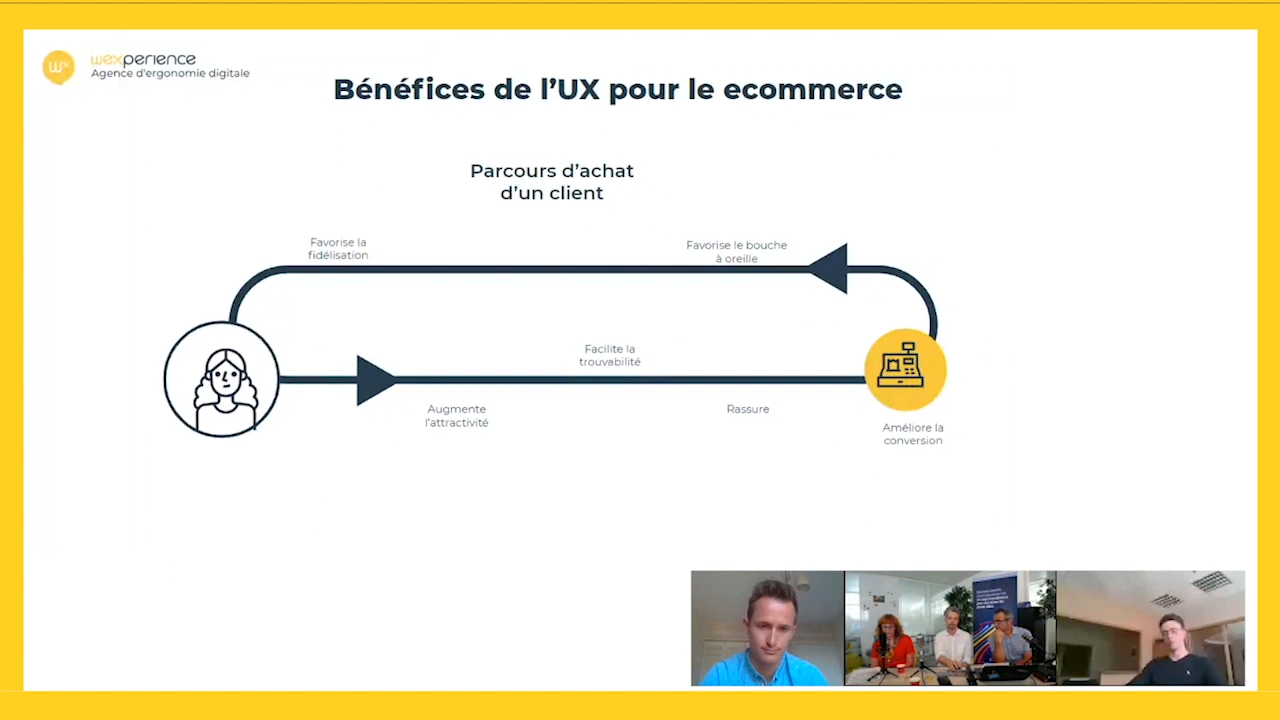 wexperience
Agence d'ergonomie digitale
Bénéfices de l'UX pour le ecommerce
Parcours d'achat
d'un client
Favorise la
fidélisation
Favorise le bouche
à oreille
Facilite la
trouvabilité
Augmente
l'attractivité
Rassure
Améliore la
conversion